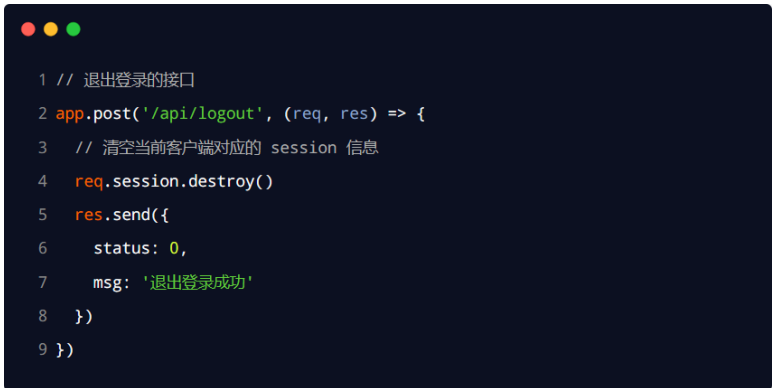 1 // 退出登录的接口
2 app.post('/api/logout', (req, res) => {
3   // 清空当前客户端对应的 session 信息
4   req.session.destroy()
5   res.send({
6     status: 0,
7     msg: '退出登录成功'
8   })
9 })